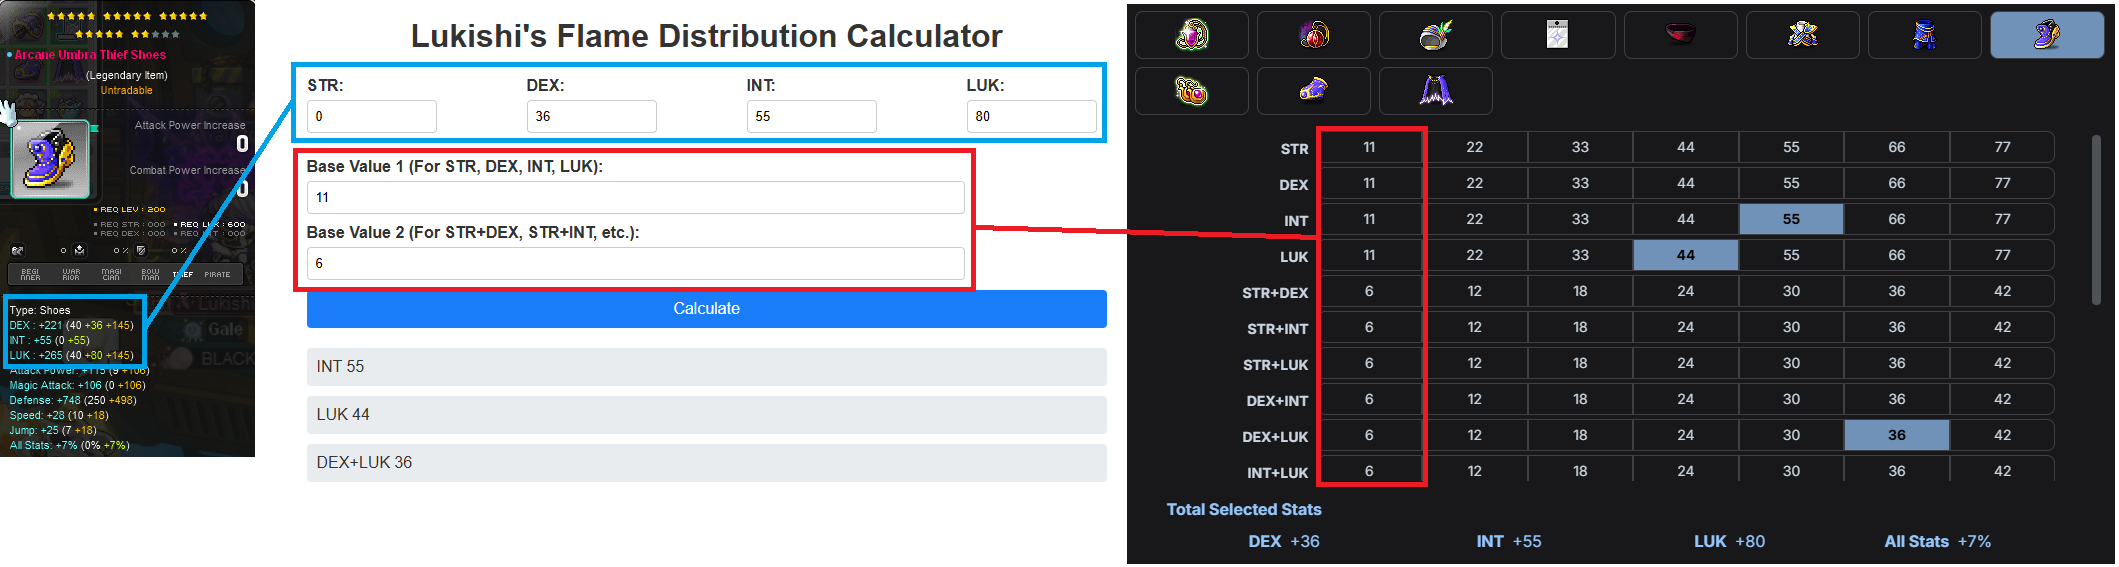 Arcane Umbra Thief Shoes
(Legendary Item)
Untradable
Attack Power Increase
0
Combat Power Increase
0
REQ LEV : 200
REQ STR : 000 REQ LUK : 600
REQ DEX : 000 REQ INT : 000
0 0 % 0 %
BEGINNER WARRIOR MAGICIAN BOWMAN THIEF PIRATE
Type: Shoes
DEX : +221 (40 +36 +145)
INT : +55 (0 +55)
LUK : +265 (40 +80 +145)
Attack Power: +115 (9 +106)
Magic Attack: +106 (0 +106)
Defense: +748 (250 +498)
Speed: +28 (10 +18)
Jump: +25 (7 +18)
All Stats: +7% (0% +7%)
Lukishi
Gale
BLACK
Lukishi's Flame Distribution Calculator
STR: DEX: INT: LUK:
0 36 55 80
Base Value 1 (For STR, DEX, INT, LUK):
11
Base Value 2 (For STR+DEX, STR+INT, etc.):
6
Calculate
INT 55
LUK 44
DEX+LUK 36
STR 11 22 33 44 55 66 77
DEX 11 22 33 44 55 66 77
INT 11 22 33 44 55 66 77
LUK 11 22 33 44 55 66 77
STR+DEX 6 12 18 24 30 36 42
STR+INT 6 12 18 24 30 36 42
STR+LUK 6 12 18 24 30 36 42
DEX+INT 6 12 18 24 30 36 42
DEX+LUK 6 12 18 24 30 36 42
INT+LUK 6 12 18 24 30 36 42
Total Selected Stats
DEX +36 INT +55 LUK +80 All Stats +7%